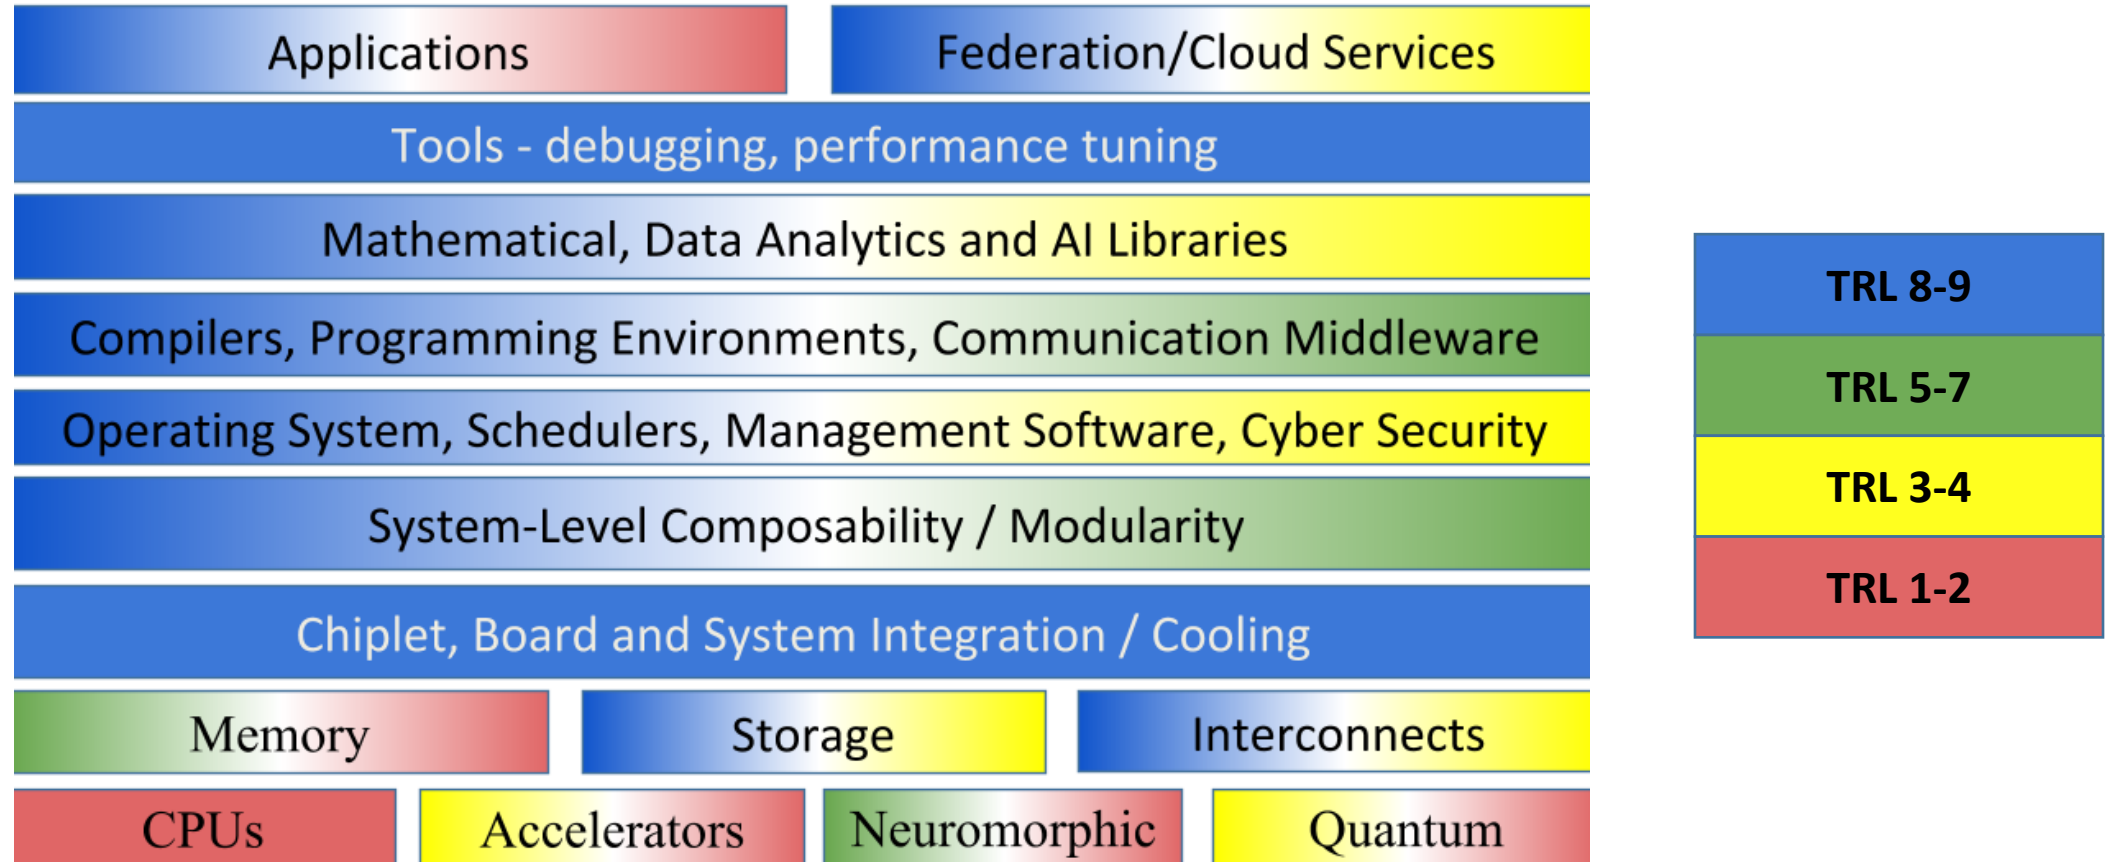 Applications
Federation/Cloud Services
Tools - debugging, performance tuning
Mathematical, Data Analytics and AI Libraries
Compilers, Programming Environments, Communication Middleware
Operating System, Schedulers, Management Software, Cyber Security
System-Level Composability / Modularity
Chiplet, Board and System Integration / Cooling
Memory
Storage
Interconnects
CPUs
Accelerators
Neuromorphic
Quantum
TRL 8-9
TRL 5-7
TRL 3-4
TRL 1-2